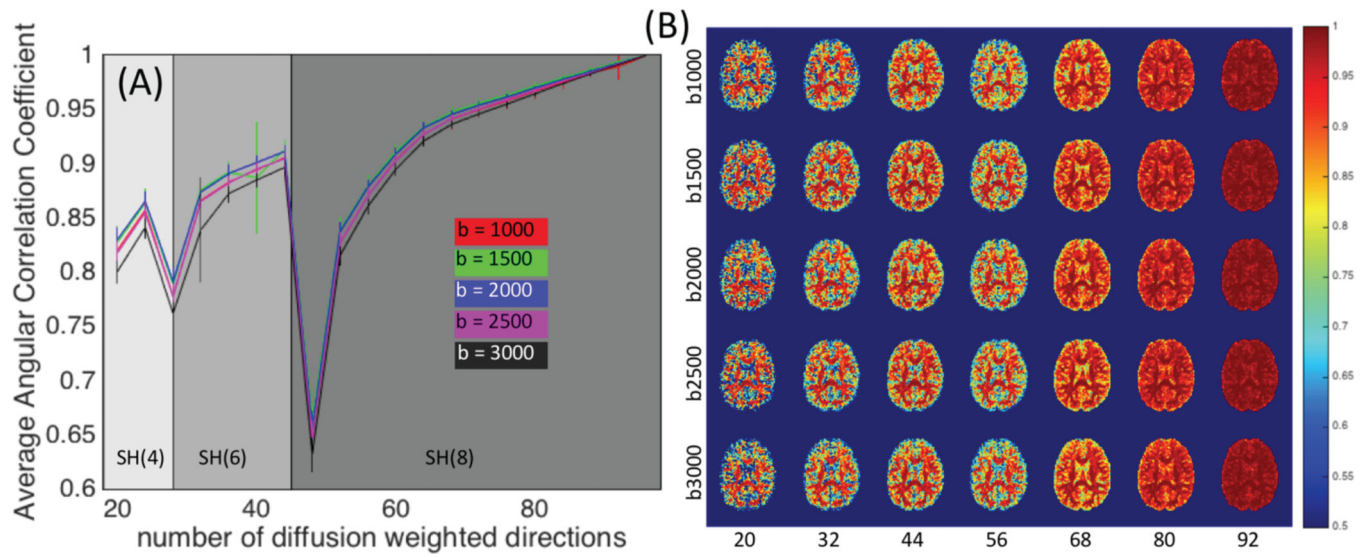 (A)
Average Angular Correlation Coefficient
1
0.95
0.9
0.85
0.8
0.75
0.7
0.65
0.6
SH(4)
SH(6)
SH(8)
b = 1000
b = 1500
b = 2000
b = 2500
b = 3000
20
40
60
80
number of diffusion weighted directions
(B)
b1000
b1500
b2000
b2500
b3000
20
32
44
56
68
80
92
1
0.95
0.9
0.85
0.8
0.75
0.7
0.65
0.6
0.55
0.5